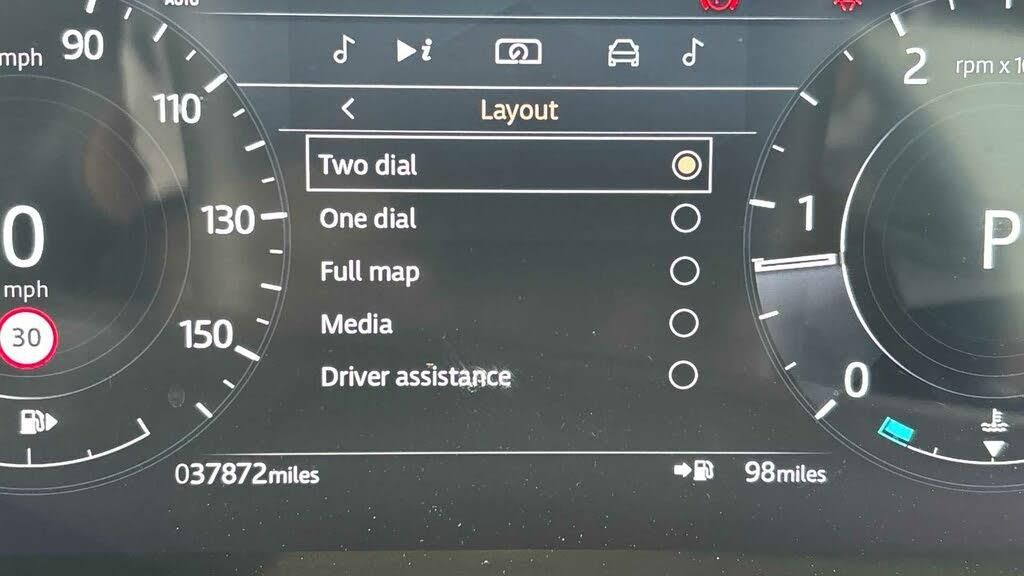 AUTO
mph 90
2 rpm x 10
Layout
110
Two dial
One dial
130
1
0
P
mph
Full map
30
Media
150
Driver assistance
0
037872miles
98miles